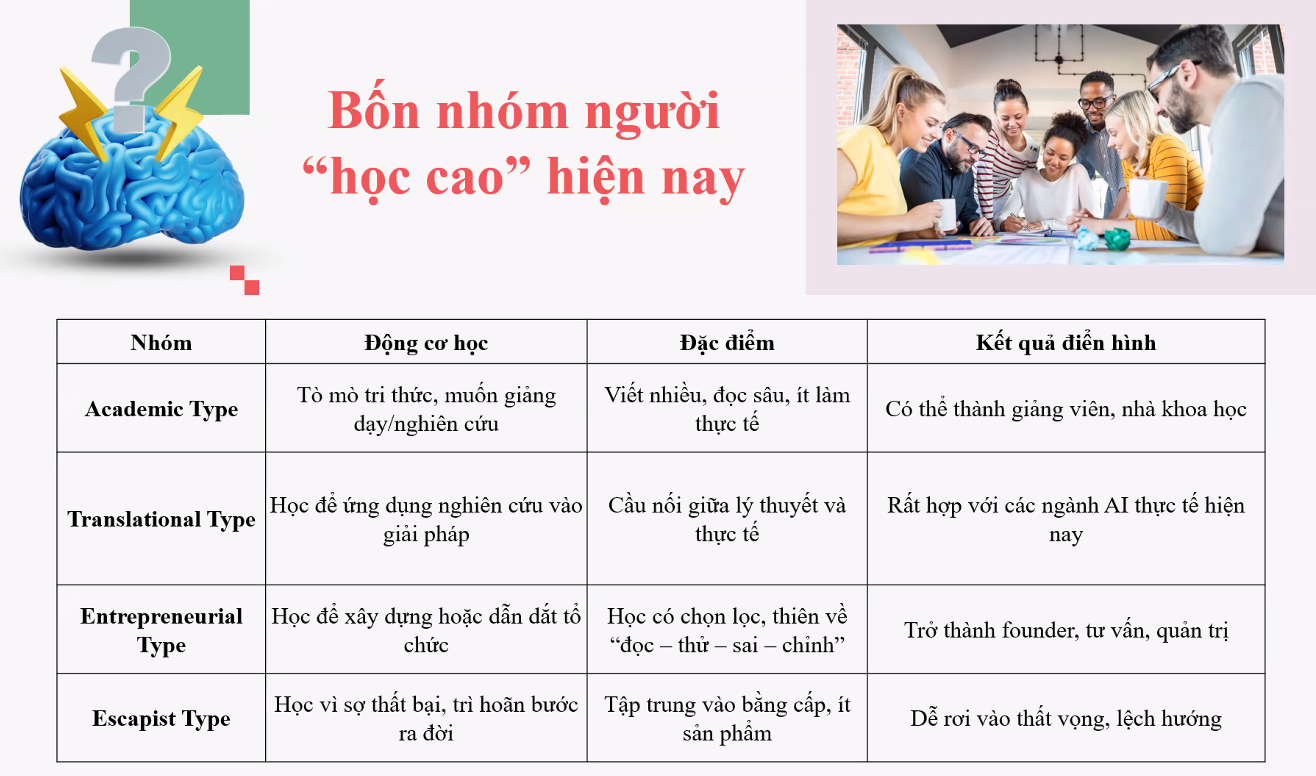 ?
Bốn nhóm người
“học cao” hiện nay
Nhóm
Động cơ học
Đặc điểm
Kết quả điển hình
Academic Type
Tò mò tri thức, muốn giảng
dạy/nghiên cứu
Viết nhiều, đọc sâu, ít làm
thực tế
Có thể thành giảng viên, nhà khoa học
Translational Type
Học để ứng dụng nghiên cứu vào
giải pháp
Cầu nối giữa lý thuyết và
thực tế
Rất hợp với các ngành AI thực tế hiện
nay
Entrepreneurial
Type
Học để xây dựng hoặc dẫn dắt tổ
chức
Học có chọn lọc, thiên về
“đọc – thử – sai – chỉnh”
Trở thành founder, tư vấn, quản trị
Escapist Type
Học vì sợ thất bại, trì hoãn bước
ra đời
Tập trung vào bằng cấp, ít
sản phẩm
Dễ rơi vào thất vọng, lệch hướng